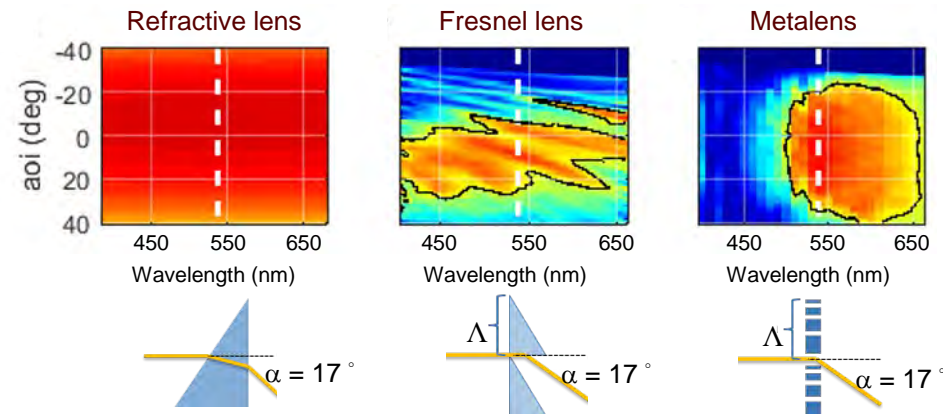 Refractive lens Fresnel lens Metalens
aoi (deg)
-40
-20
0
20
40
450 550 650 450 550 650 450 550 650
Wavelength (nm) Wavelength (nm) Wavelength (nm)
Λ Λ
α = 17 ° α = 17 ° α = 17 °